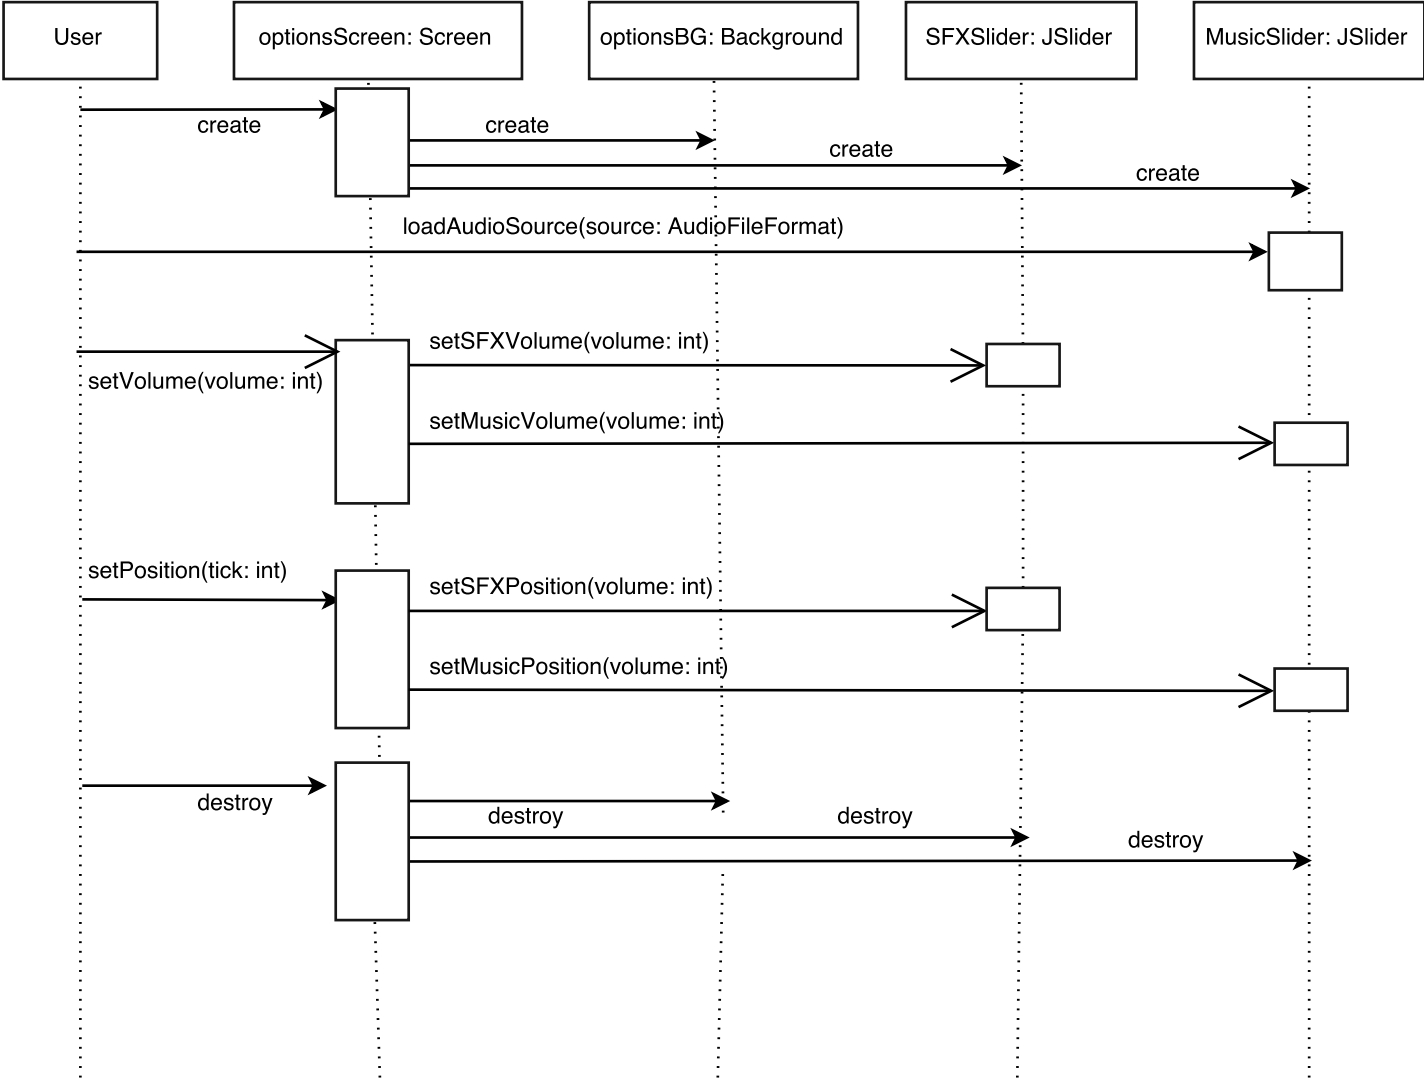 User
optionsScreen: Screen
optionsBG: Background
SFXSlider: JSlider
MusicSlider: JSlider
create
create
create
create
loadAudioSource(source: AudioFileFormat)
setVolume(volume: int)
setSFXVolume(volume: int)
setMusicVolume(volume: int)
setPosition(tick: int)
setSFXPosition(volume: int)
setMusicPosition(volume: int)
destroy
destroy
destroy
destroy